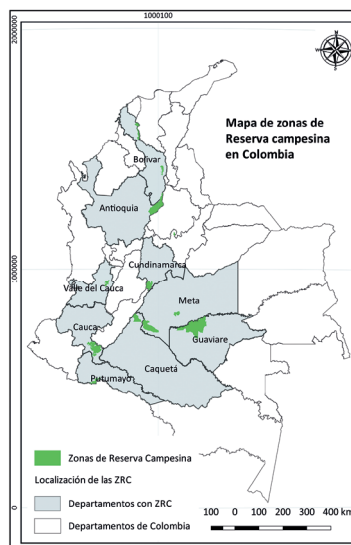 1000100
2000000
N
Mapa de zonas de
Reserva campesina
en Colombia
Bolívar
Antioquia
Cundinamarca
1000000
Valle del Cauca
Meta
Cauca
Guaviare
Caquetá
Putumayo
Zonas de Reserva Campesina
Localización de las ZRC
Departamentos con ZRC
Departamentos de Colombia
0
100 0 100 200 300 400 km